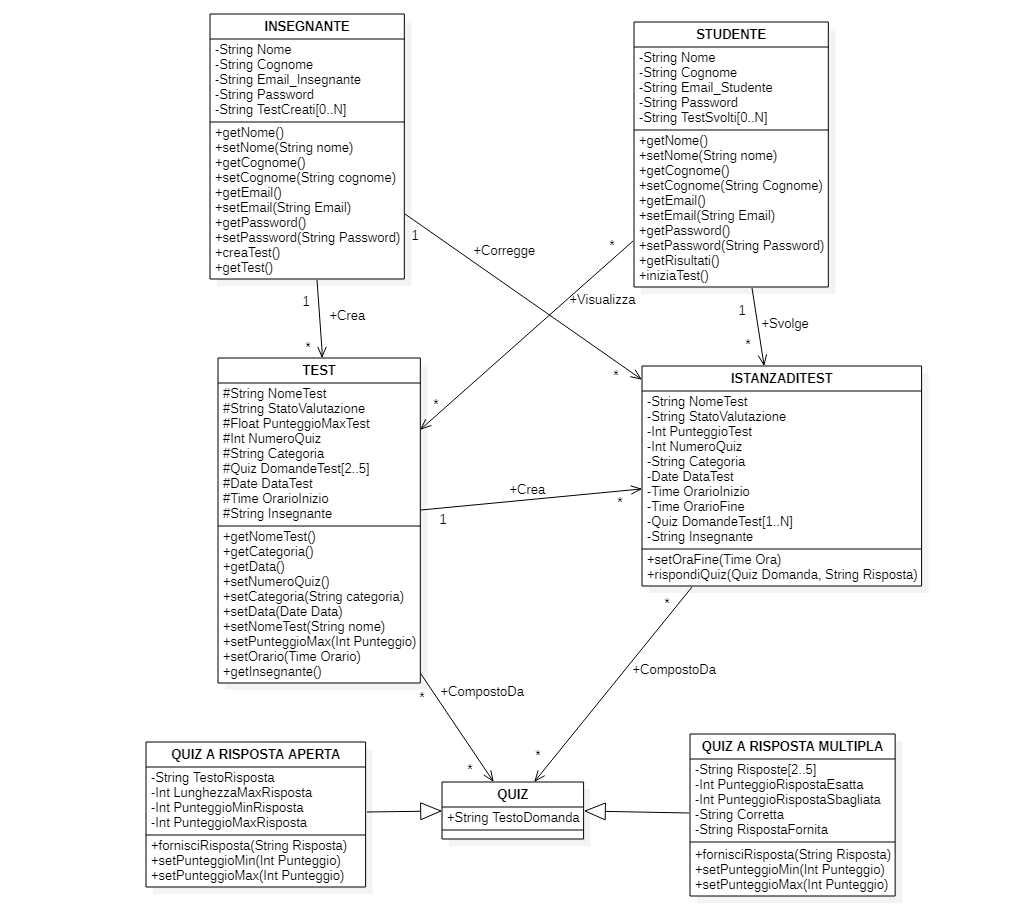 INSEGNANTE
-String Nome
-String Cognome
-String Email_Insegnante
-String Password
-String TestCreati[0..N]
+getNome()
+setNome(String nome)
+getCognome()
+setCognome(String cognome)
+getEmail()
+setEmail(String Email)
+getPassword()
+setPassword(String Password)
+creaTest()
+getTest()
STUDENTE
-String Nome
-String Cognome
-String Email_Studente
-String Password
-String TestSvolti[0..N]
+getNome()
+setNome(String nome)
+getCognome()
+setCognome(String Cognome)
+getEmail()
+setEmail(String Email)
+getPassword()
+setPassword(String Password)
+getRisultati()
+iniziaTest()
1
+Corregge
*
*
+Visualizza
*
1
+Crea
*
1
+Svolge
*
TEST
#String NomeTest
#String StatoValutazione
#Float PunteggioMaxTest
#Int NumeroQuiz
#String Categoria
#Quiz DomandeTest[2..5]
#Date DataTest
#Time OrarioInizio
#String Insegnante
+getNomeTest()
+getCategoria()
+getData()
+setNumeroQuiz()
+setCategoria(String categoria)
+setData(Date Data)
+setNomeTest(String nome)
+setPunteggioMax(Int Punteggio)
+setOrario(Time Orario)
+getInsegnante()
1
+Crea
*
ISTANZADITEST
-String NomeTest
-String StatoValutazione
-Int PunteggioTest
-Int NumeroQuiz
-String Categoria
-Date DataTest
-Time OrarioInizio
-Time OrarioFine
-Quiz DomandeTest[1..N]
-String Insegnante
+setOraFine(Time Ora)
+rispondiQuiz(Quiz Domanda, String Risposta)
*
+CompostoDa
*
*
+CompostoDa
*
QUIZ A RISPOSTA APERTA
-String TestoRisposta
-Int LunghezzaMaxRisposta
-Int PunteggioMinRisposta
-Int PunteggioMaxRisposta
+fornisciRisposta(String Risposta)
+setPunteggioMin(Int Punteggio)
+setPunteggioMax(Int Punteggio)
QUIZ
+String TestoDomanda
QUIZ A RISPOSTA MULTIPLA
-String Risposte[2..5]
-Int PunteggioRispostaEsatta
-Int PunteggioRispostaSbagliata
-String Corretta
-String RispostaFornita
+fornisciRisposta(String Risposta)
+setPunteggioMin(Int Punteggio)
+setPunteggioMax(Int Punteggio)